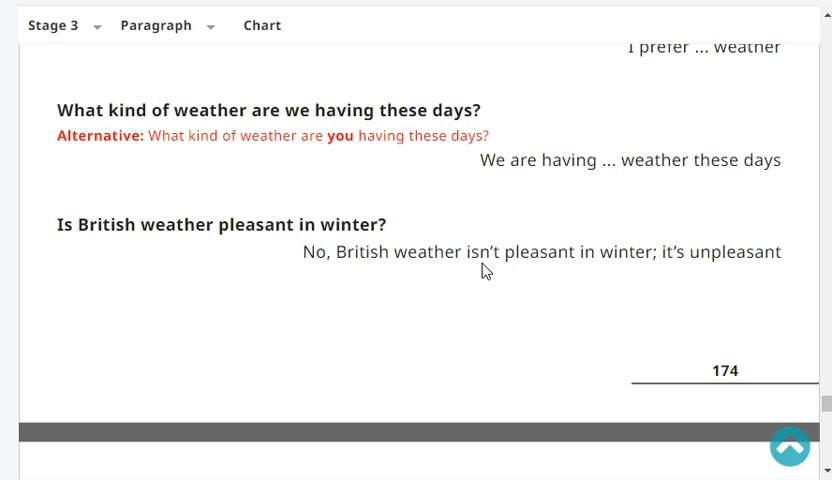 Stage 3 Paragraph Chart
I prefer ... weather
What kind of weather are we having these days?
Alternative: What kind of weather are you having these days?
We are having ... weather these days
Is British weather pleasant in winter?
No, British weather isn't pleasant in winter; it's unpleasant
174